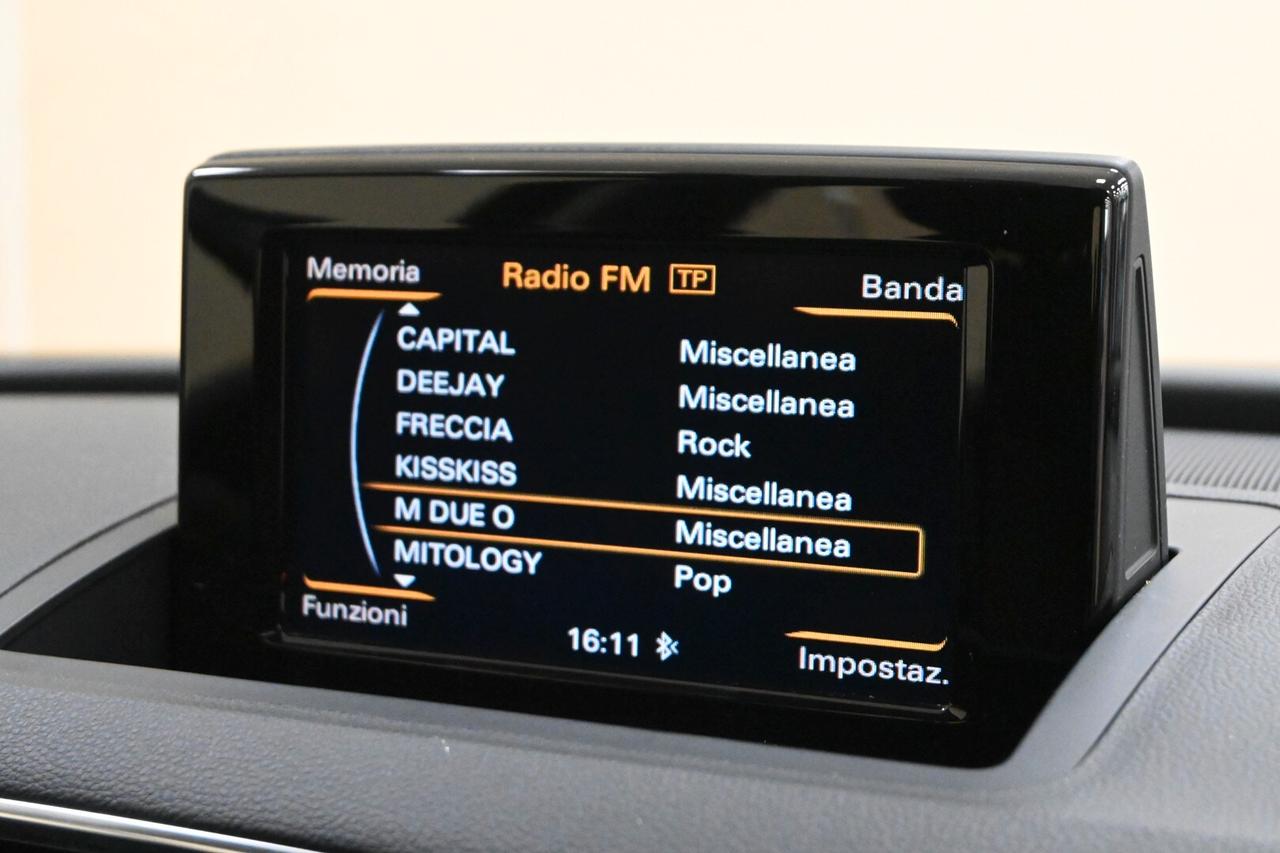 Memoria Radio FM TP Banda
CAPITAL Miscellanea
DEEJAY Miscellanea
FRECCIA Rock
KISSKISS Miscellanea
M DUE O Miscellanea
MITOLOGY Pop
Funzioni 16:11 Impostaz.